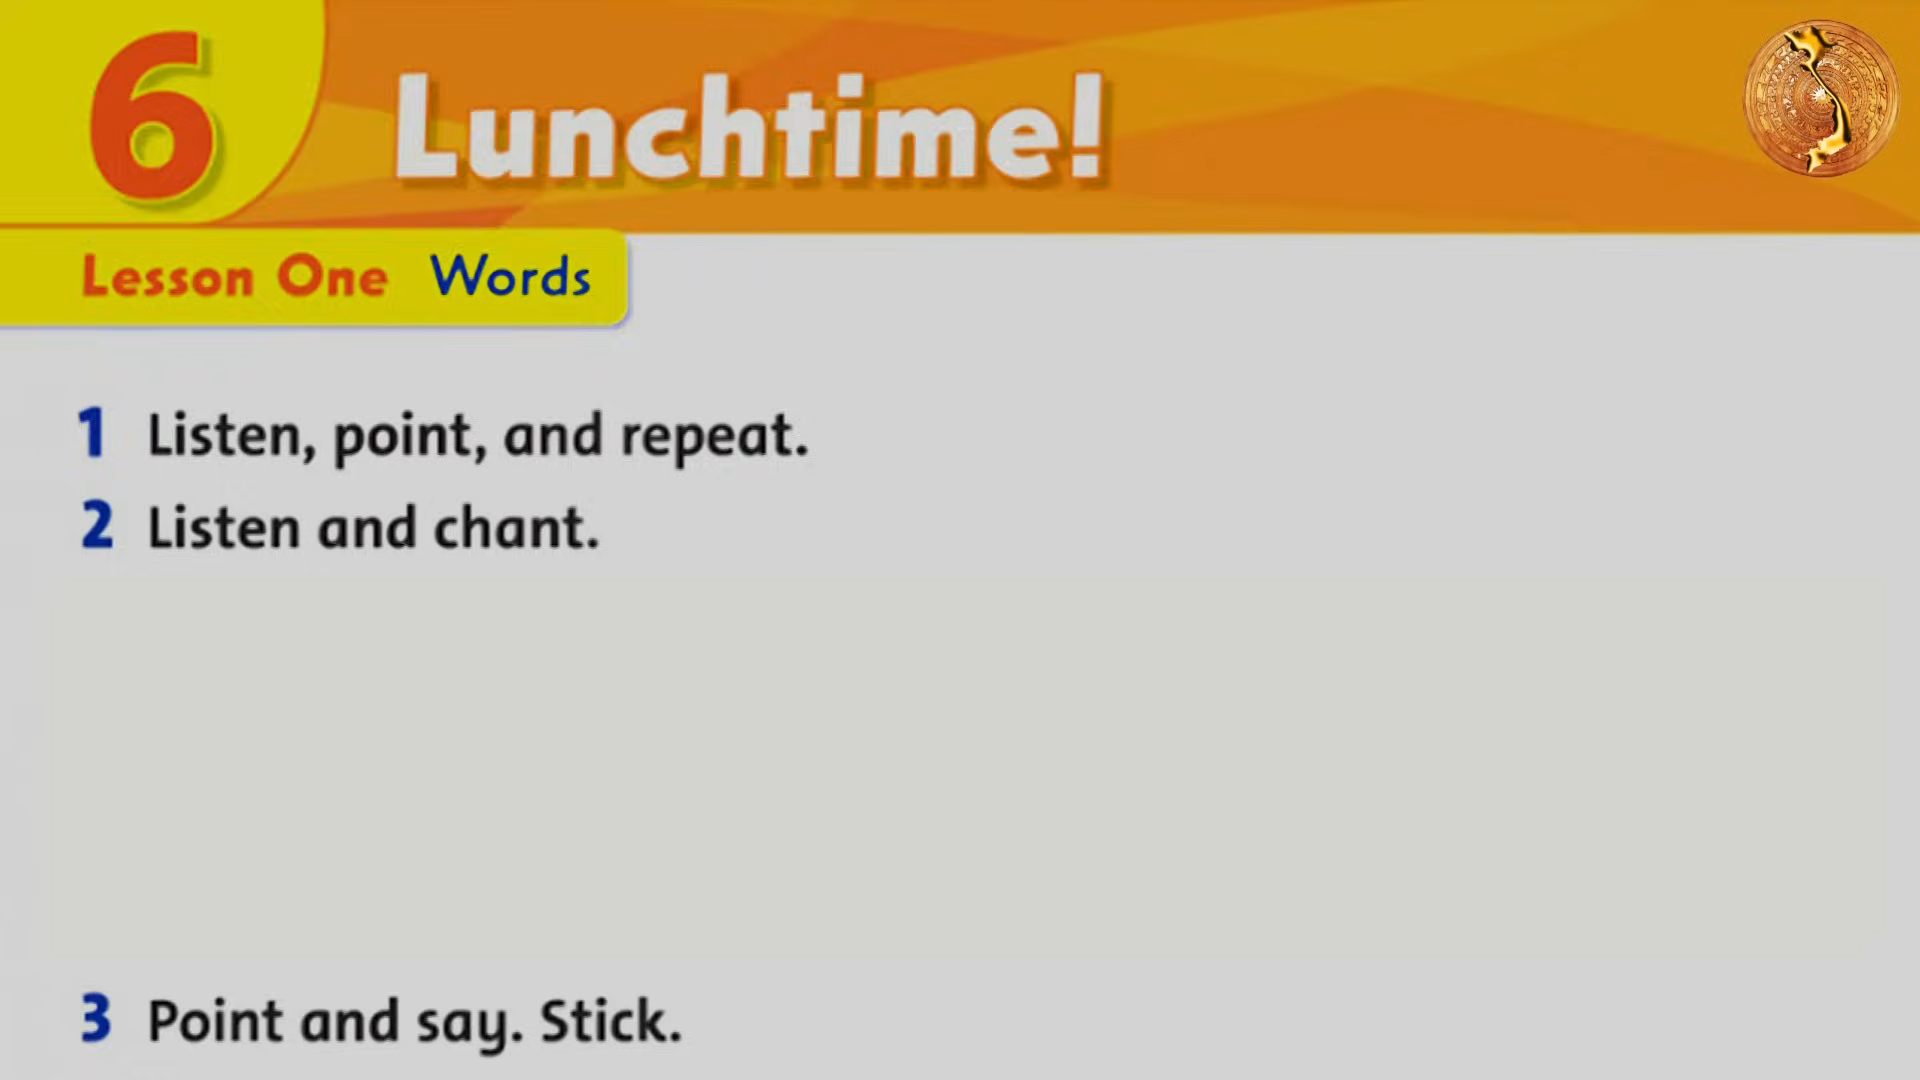 6 Lunchtime!
Lesson One Words
1 Listen, point, and repeat.
2 Listen and chant.
3 Point and say. Stick.